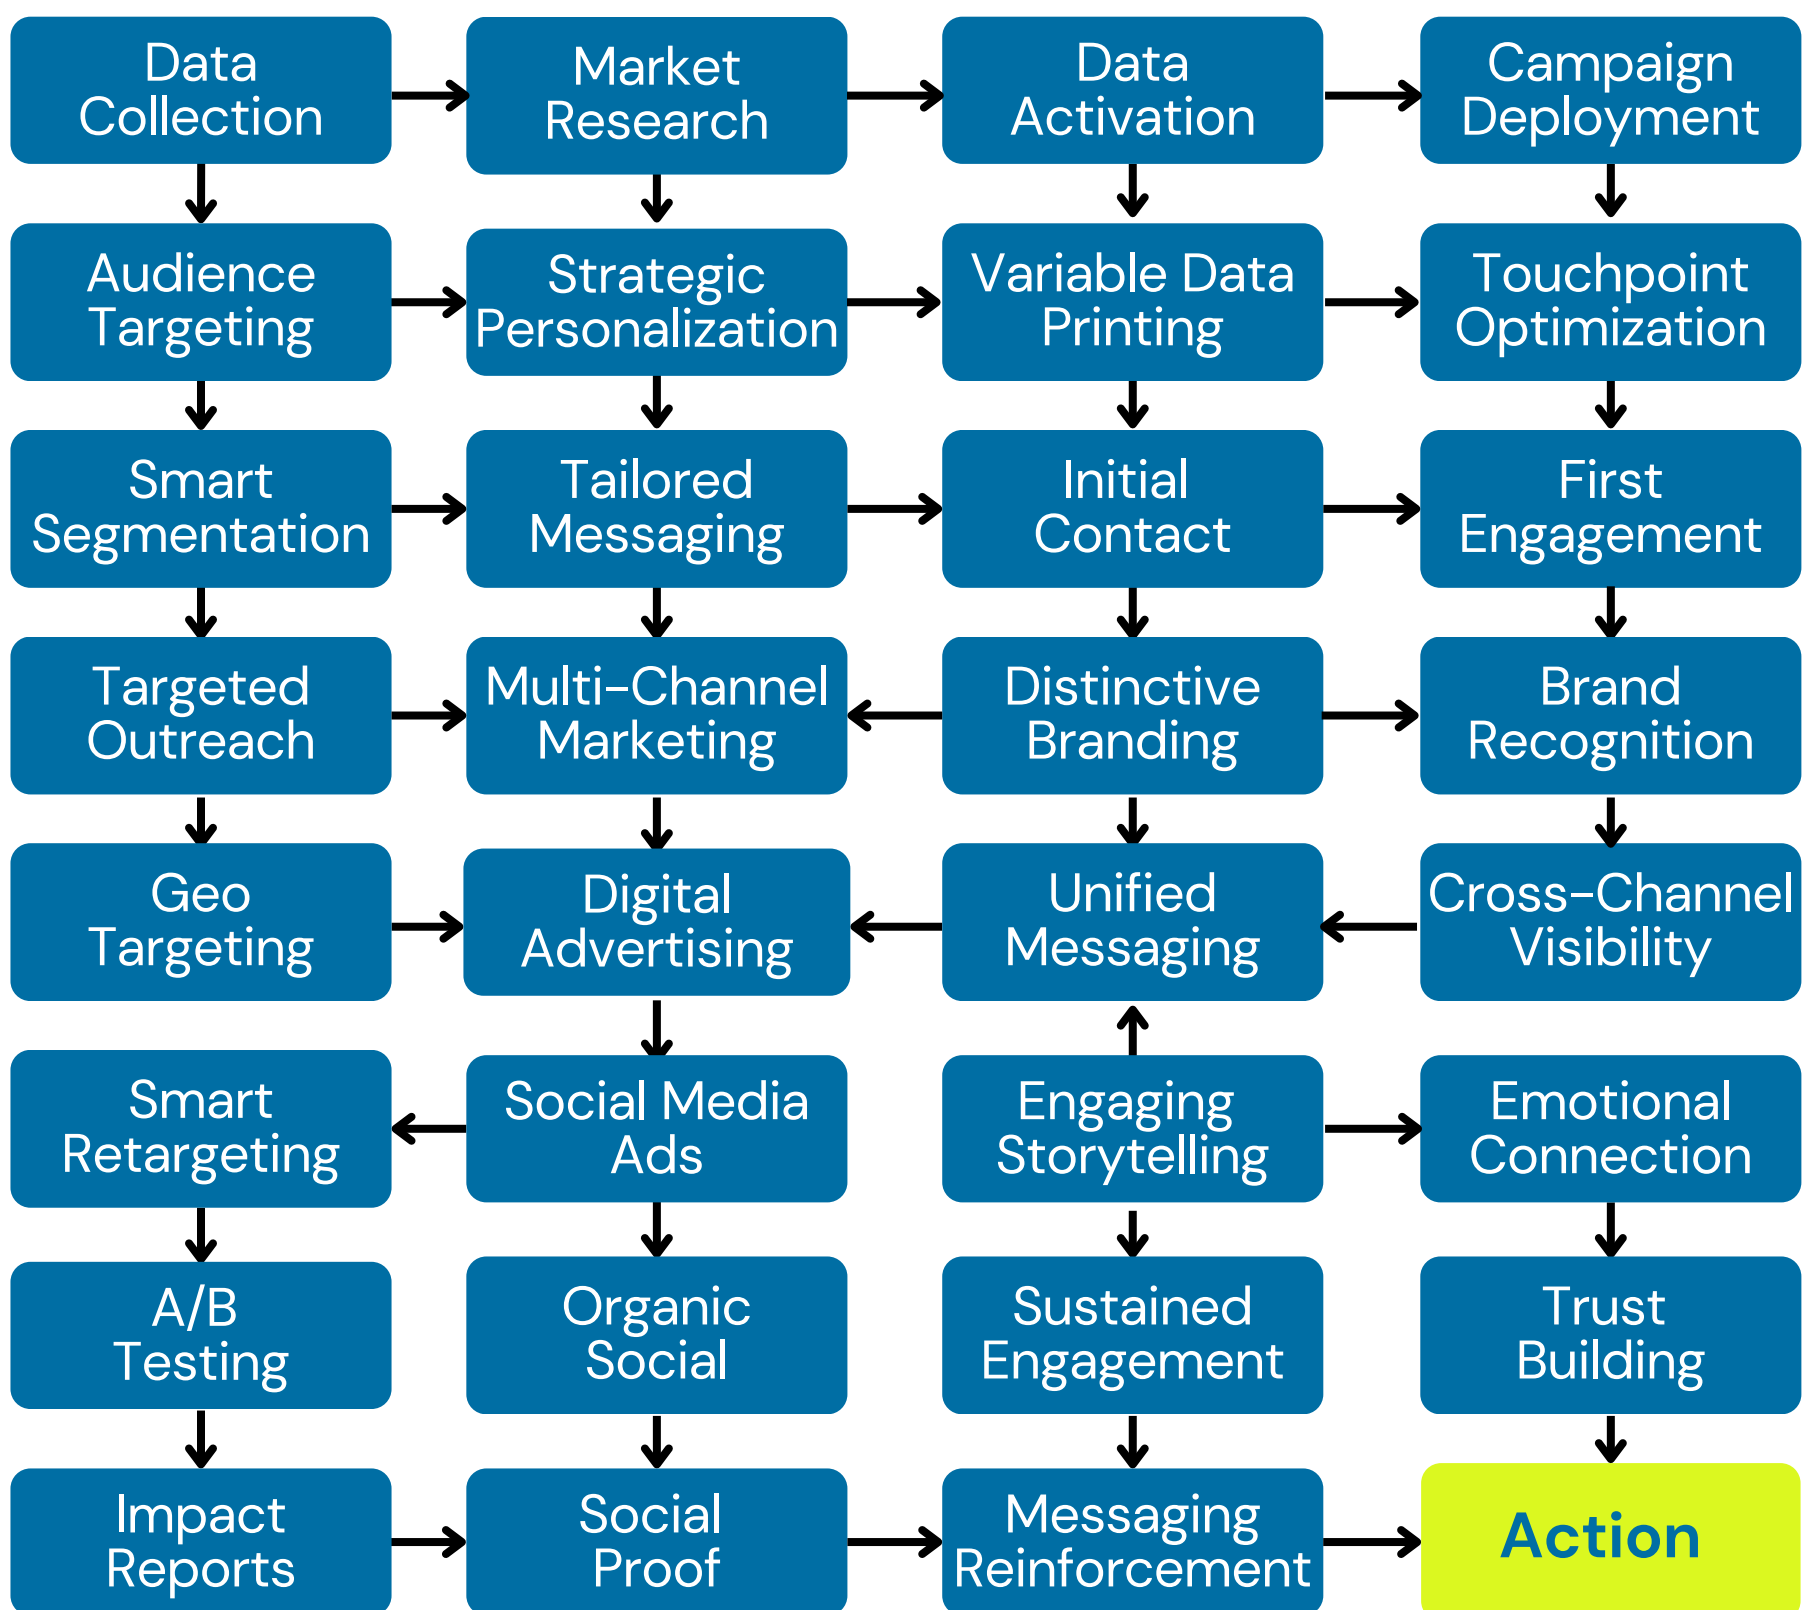 Data
Collection
Market
Research
Data
Activation
Campaign
Deployment
Audience
Targeting
Strategic
Personalization
Variable Data
Printing
Touchpoint
Optimization
Smart
Segmentation
Tailored
Messaging
Initial
Contact
First
Engagement
Targeted
Outreach
Multi-Channel
Marketing
Distinctive
Branding
Brand
Recognition
Geo
Targeting
Digital
Advertising
Unified
Messaging
Cross-Channel
Visibility
Smart
Retargeting
Social Media
Ads
Engaging
Storytelling
Emotional
Connection
A/B
Testing
Organic
Social
Sustained
Engagement
Trust
Building
Impact
Reports
Social
Proof
Messaging
Reinforcement
Action